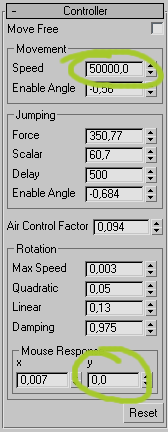 - Controller
Move Free
Movement
Speed 50000,0
Enable Angle -0,56
Jumping
Force 350,77
Scalar 60,7
Delay 500
Enable Angle -0,684
Air Control Factor 0,094
Rotation
Max Speed 0,003
Quadratic 0,05
Linear 0,13
Damping 0,975
Mouse Respon
x y
0,007 0,0
Reset